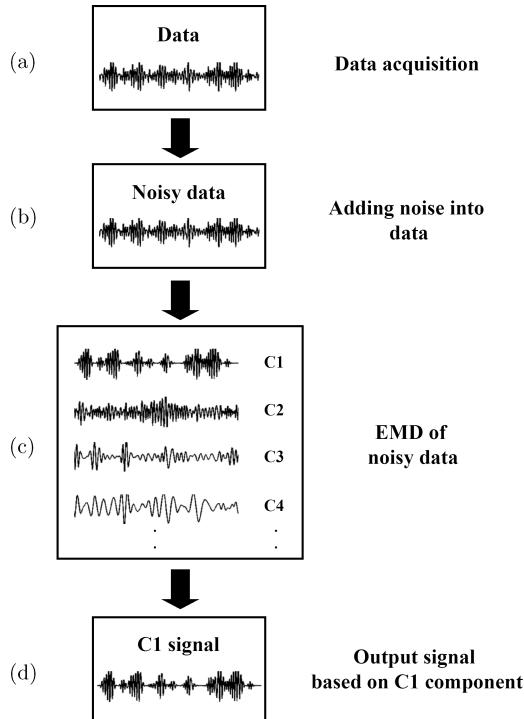 (a)
Data
Data acquisition
(b)
Noisy data
Adding noise into
data
(c)
C1
C2
C3
C4
EMD of
noisy data
(d)
C1 signal
Output signal
based on C1 component